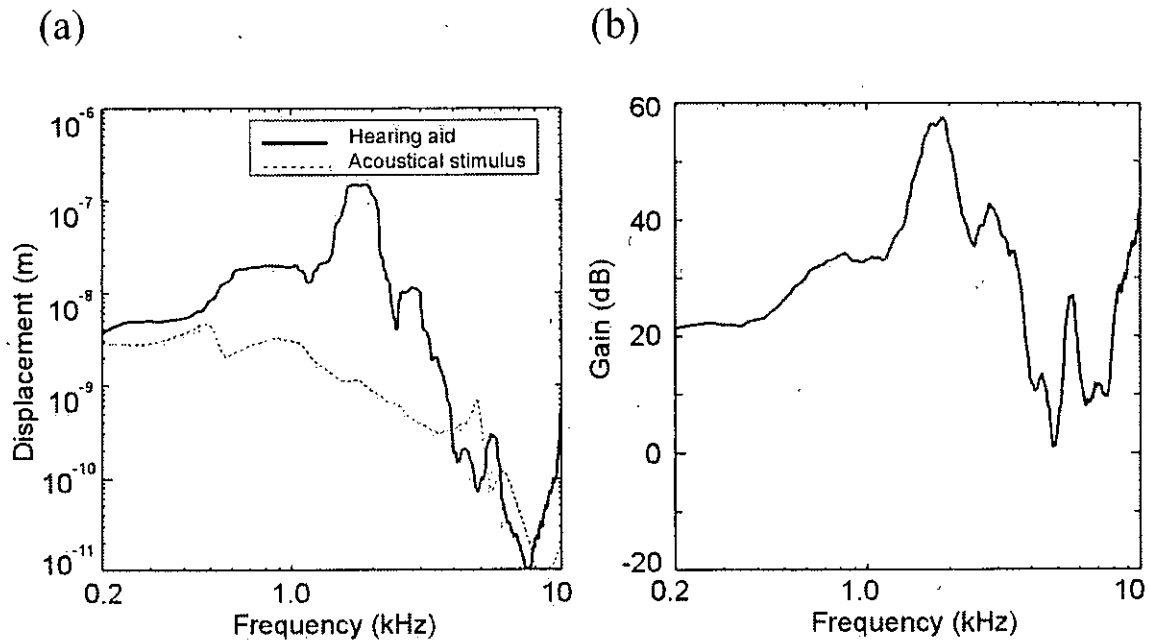 (a)
(b)
Hearing aid
Acoustical stimulus
10-6
10-7
10-8
10-9
10-10
10-11
Displacement (m)
0.2
1.0
10
Frequency (kHz)
60
40
20
0
-20
Gain (dB)
0.2
1.0
10
Frequency (kHz)